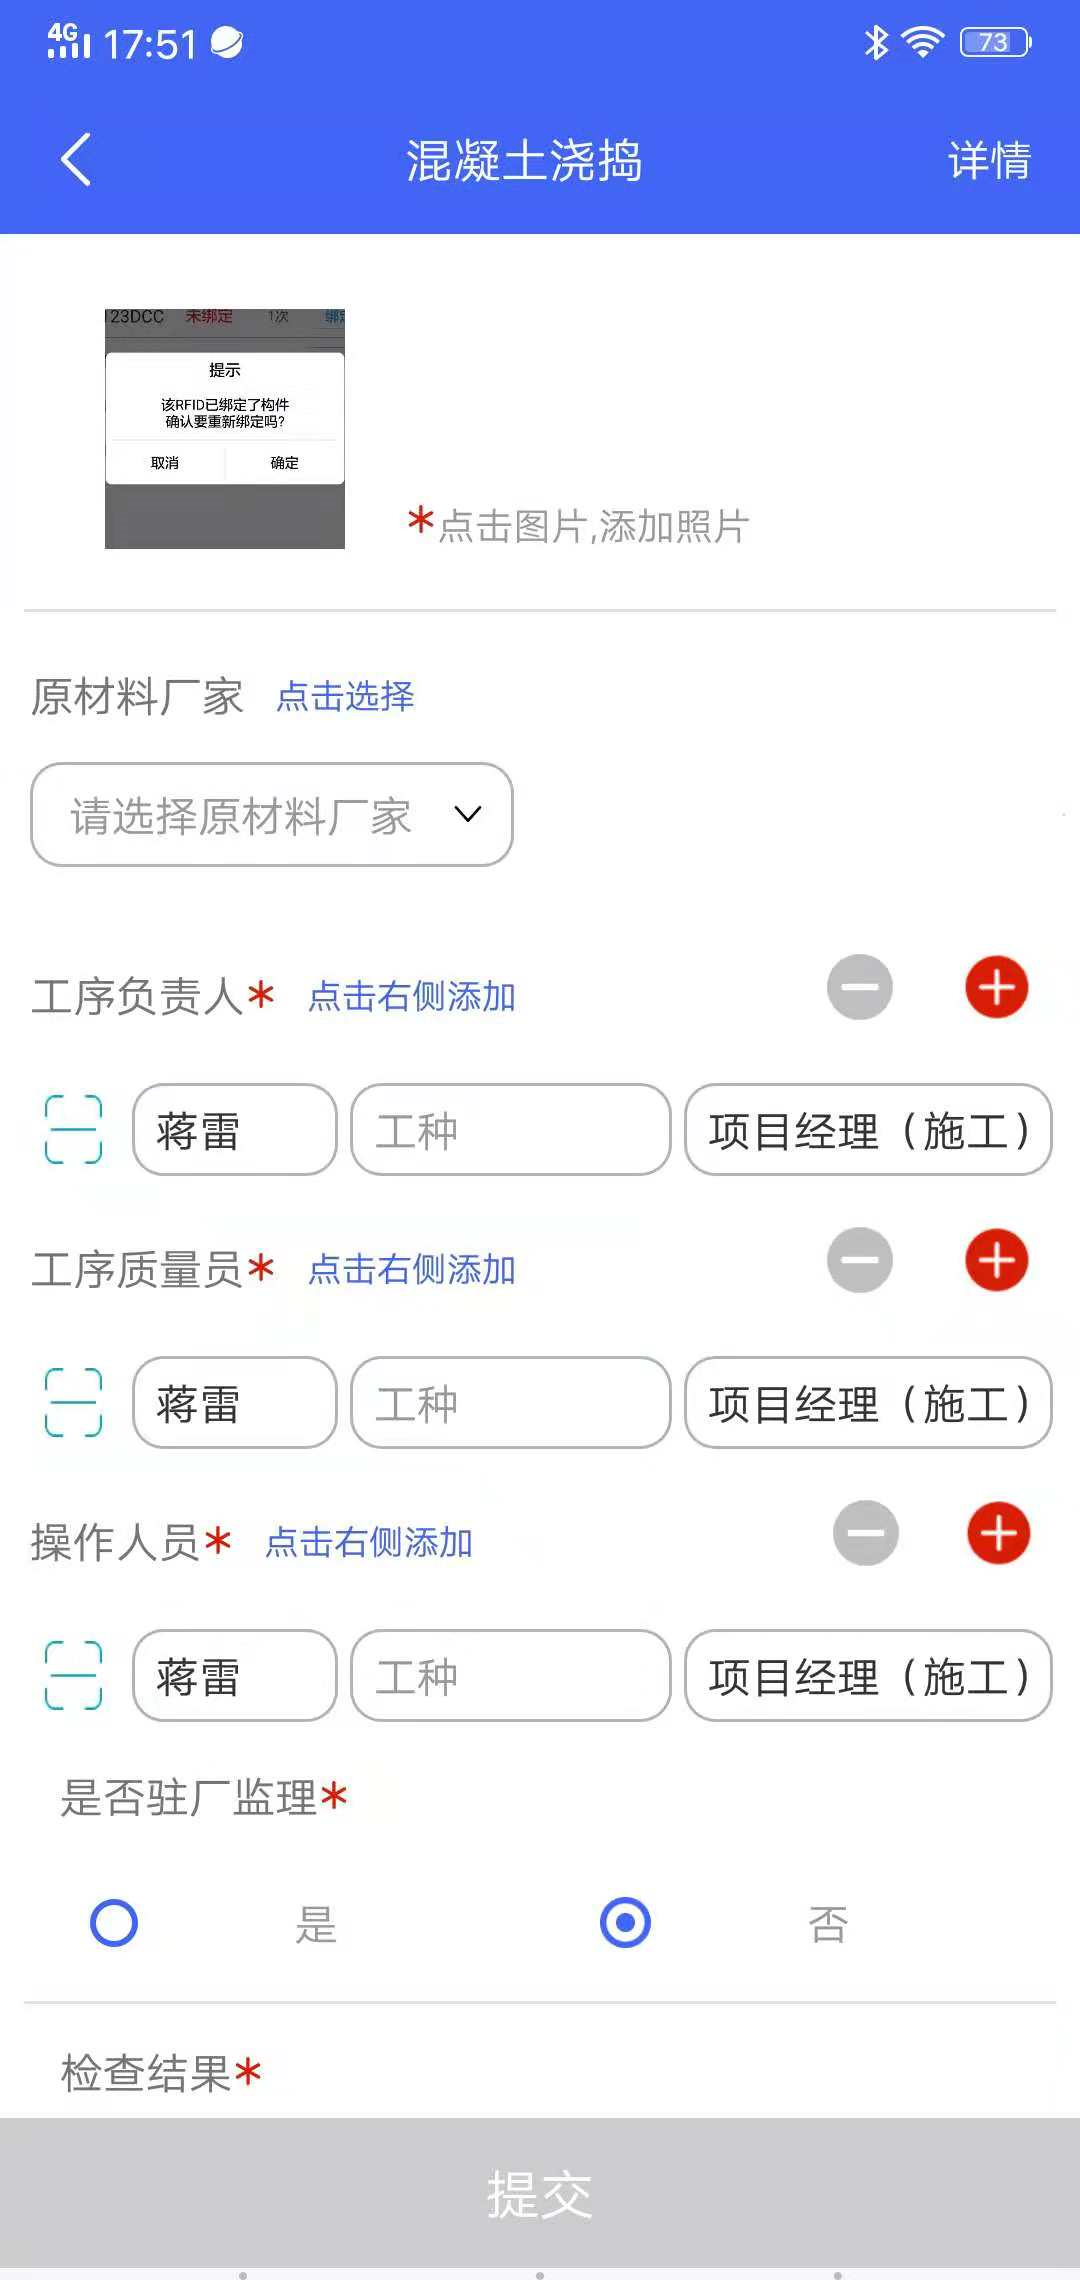 4G 17:51 73
混凝土浇捣 详情
123DCC 未绑定 1次
提示
该RFID已绑定了构件
确认要重新绑定吗?
取消 确定
*点击图片,添加照片
原材料厂家 点击选择
请选择原材料厂家
工序负责人* 点击右侧添加
蒋雷 工种 项目经理（施工）
工序质量员* 点击右侧添加
蒋雷 工种 项目经理（施工）
操作人员* 点击右侧添加
蒋雷 工种 项目经理（施工）
是否驻厂监理*
是 否
检查结果*
提交